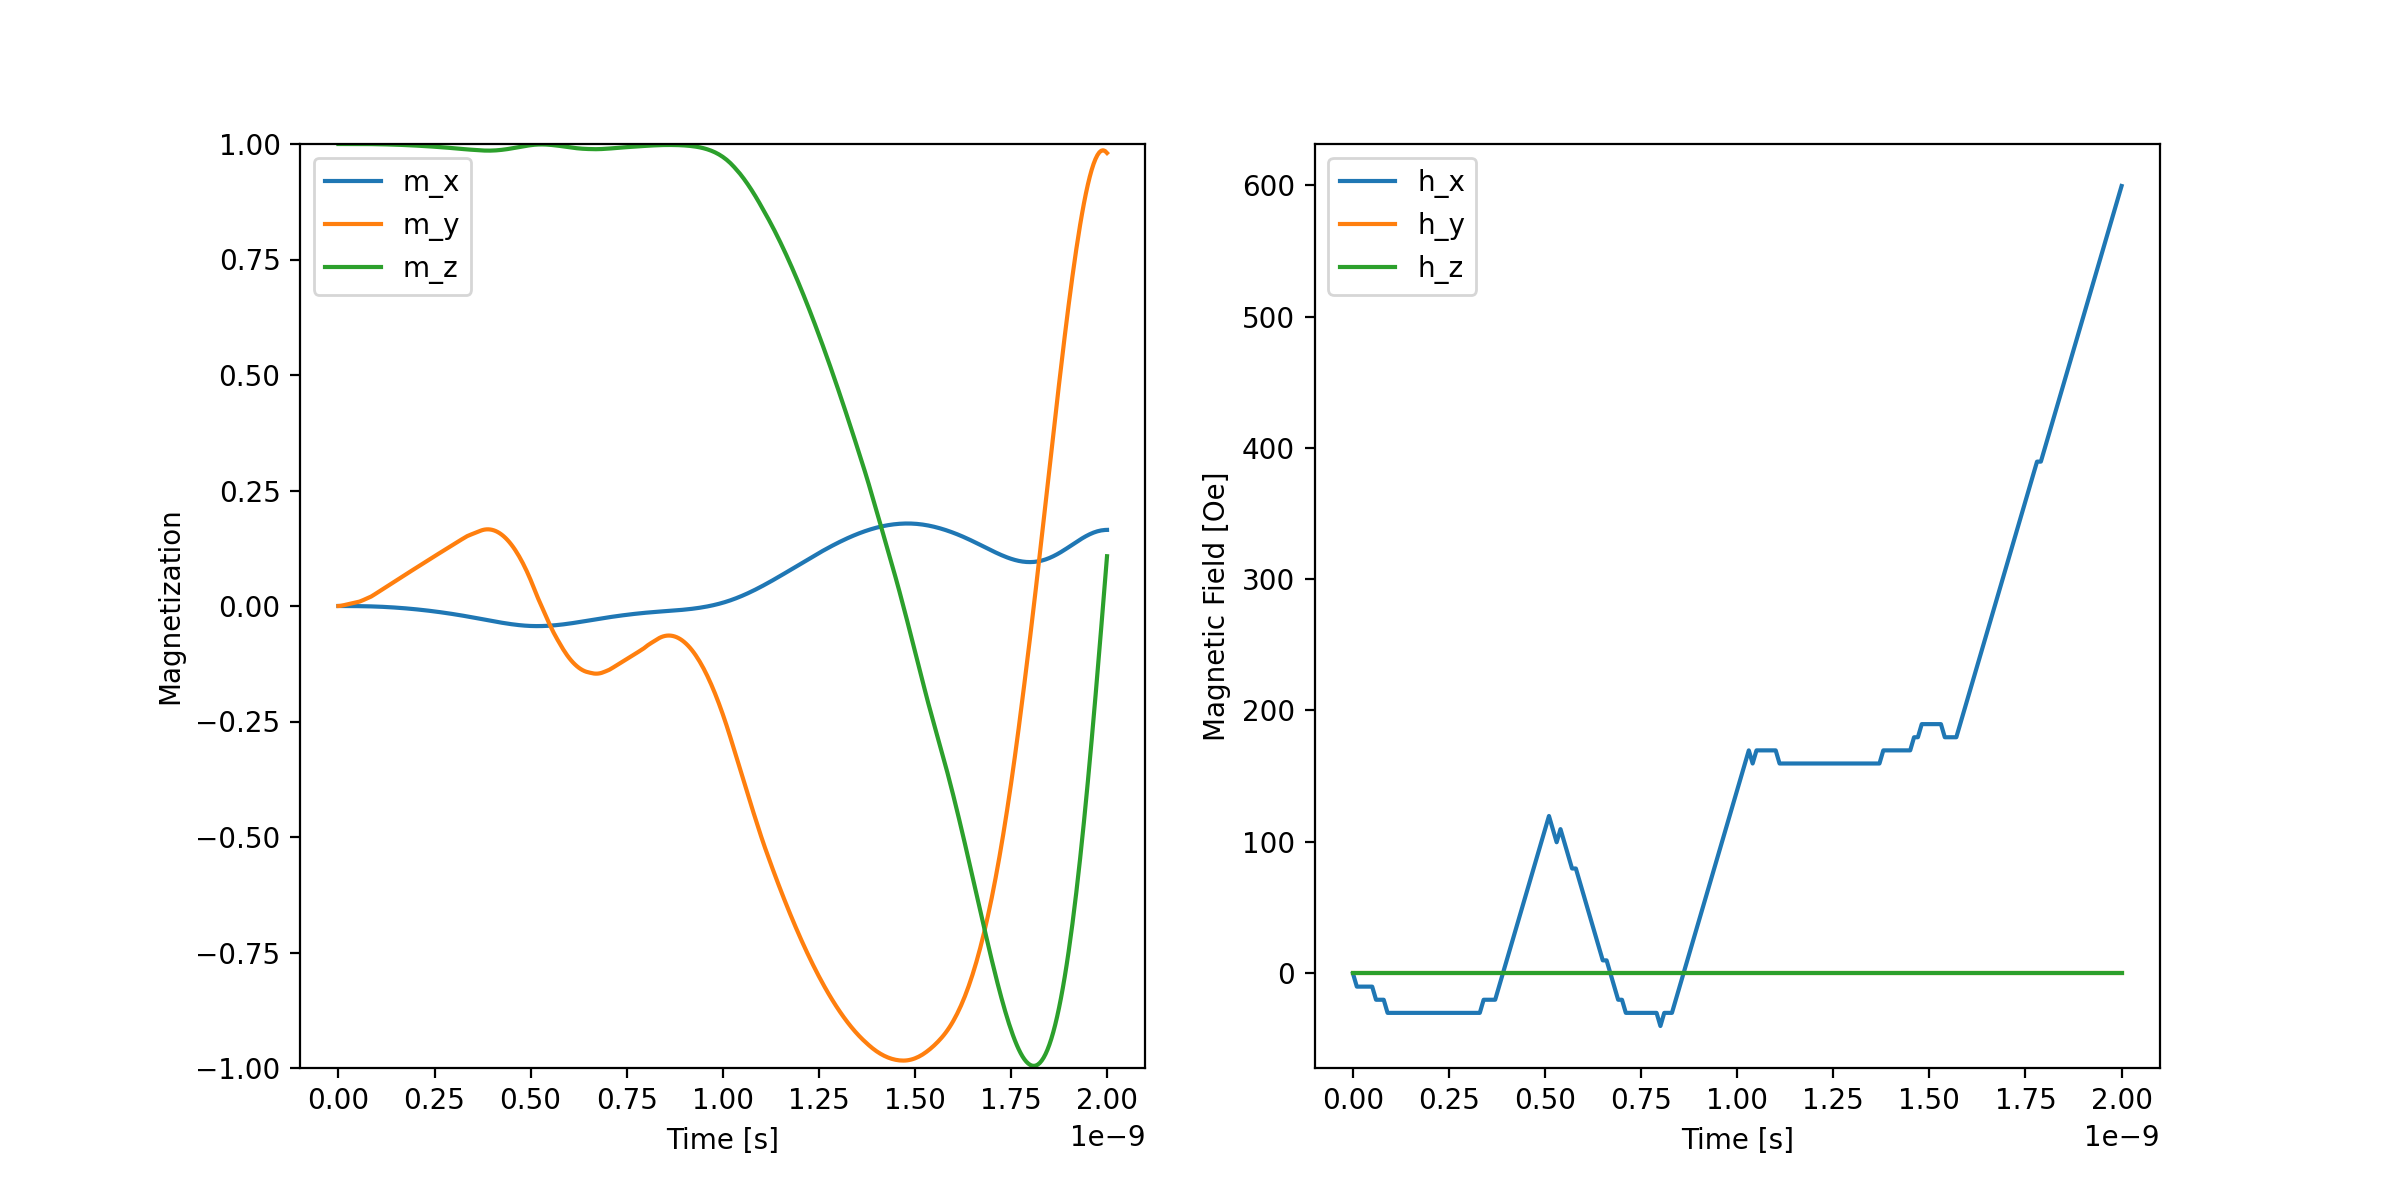 Magnetization
1.00
0.75
0.50
0.25
0.00
−0.25
−0.50
−0.75
−1.00
m_x
m_y
m_z
0.00 0.25 0.50 0.75 1.00 1.25 1.50 1.75 2.00
Time [s]
1e−9
Magnetic Field [Oe]
600
500
400
300
200
100
0
h_x
h_y
h_z
0.00 0.25 0.50 0.75 1.00 1.25 1.50 1.75 2.00
Time [s]
1e−9